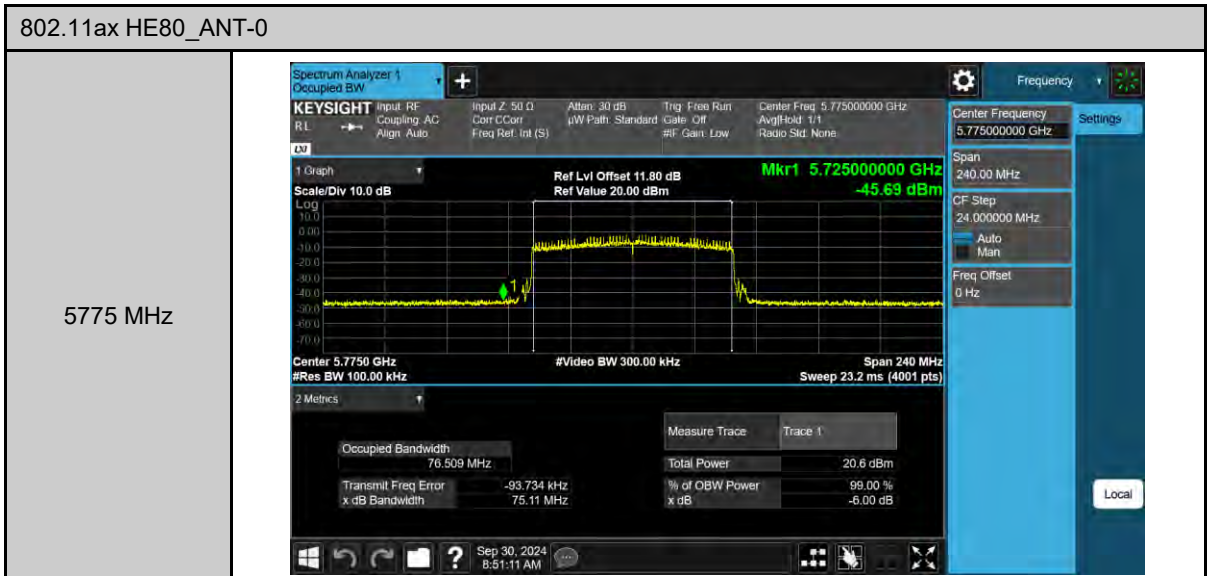 802.11ax HE80_ANT-0
5775 MHz
Spectrum Analyzer 1
Occupied BW
Frequency
KEYSIGHT
RL
LXI
Input: RF
Coupling: AC
Align: Auto
Input Z: 50 Ω
Corr CCorr
Freq Ref: Int (S)
Atten: 30 dB
µW Path: Standard
Trig: Free Run
Gate: Off
#IF Gain: Low
Center Freq: 5.775000000 GHz
Avg|Hold: 1/1
Radio Std: None
1 Graph
Scale/Div 10.0 dB
Ref Lvl Offset 11.80 dB
Ref Value 20.00 dBm
Mkr1 5.725000000 GHz
-45.69 dBm
Log
10.0
0.00
-10.0
-20.0
-30.0
-40.0
-50.0
-60.0
-70.0
1
Center 5.7750 GHz
#Res BW 100.00 kHz
#Video BW 300.00 kHz
Span 240 MHz
Sweep 23.2 ms (4001 pts)
2 Metrics
Measure Trace Trace 1
Occupied Bandwidth
76.509 MHz
Total Power 20.6 dBm
Transmit Freq Error -93.734 kHz
% of OBW Power 99.00 %
x dB Bandwidth 75.11 MHz
x dB -6.00 dB
Center Frequency
5.775000000 GHz
Span
240.00 MHz
CF Step
24.000000 MHz
Auto
Man
Freq Offset
0 Hz
Settings
Local
?
Sep 30, 2024
8:51:11 AM